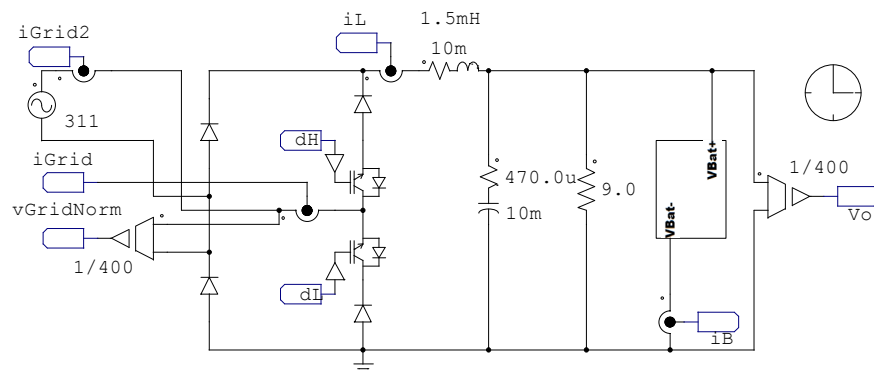 iL
1.5mH
iGrid2
10m
311
dH
iGrid
VBat+
1/400
470.0u
9.0
vGridNorm
10m
VBat-
Vo
1/400
dL
iB